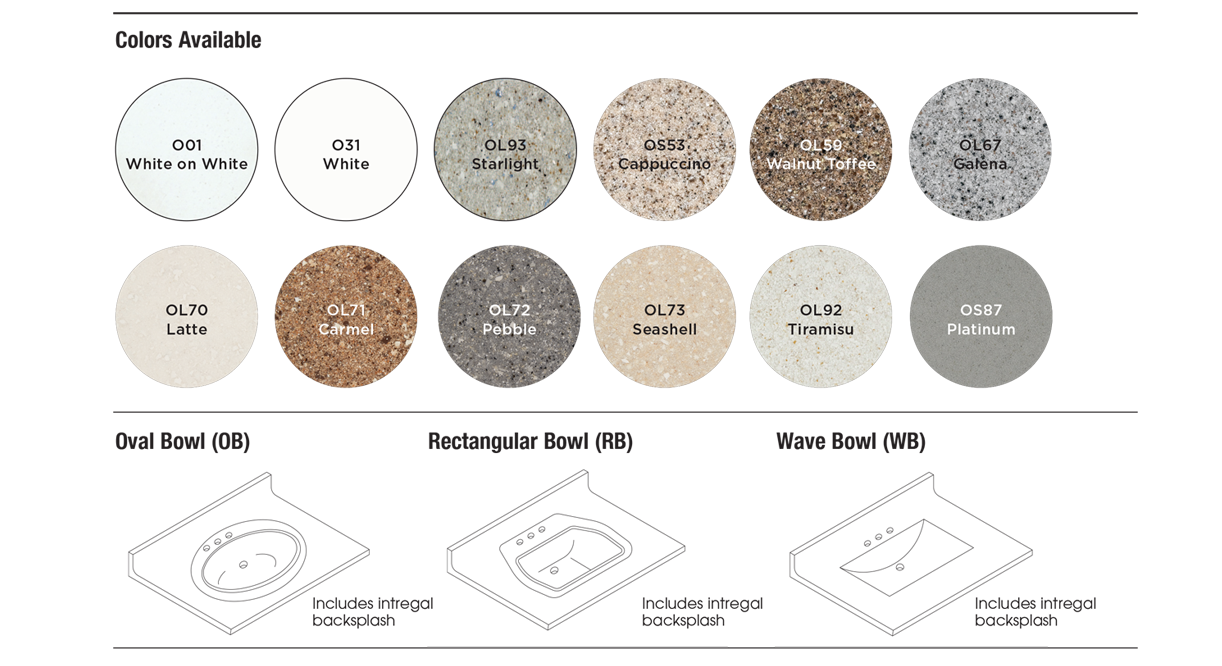 Colors Available
O01
White on White
O31
White
OL93
Starlight
OS53
Cappuccino
OL59
Walnut Toffee
OL67
Galena
OL70
Latte
OL71
Carmel
OL72
Pebble
OL73
Seashell
OL92
Tiramisu
OS87
Platinum
Oval Bowl (OB)
Includes intregal
backsplash
Rectangular Bowl (RB)
Includes intregal
backsplash
Wave Bowl (WB)
Includes intregal
backsplash